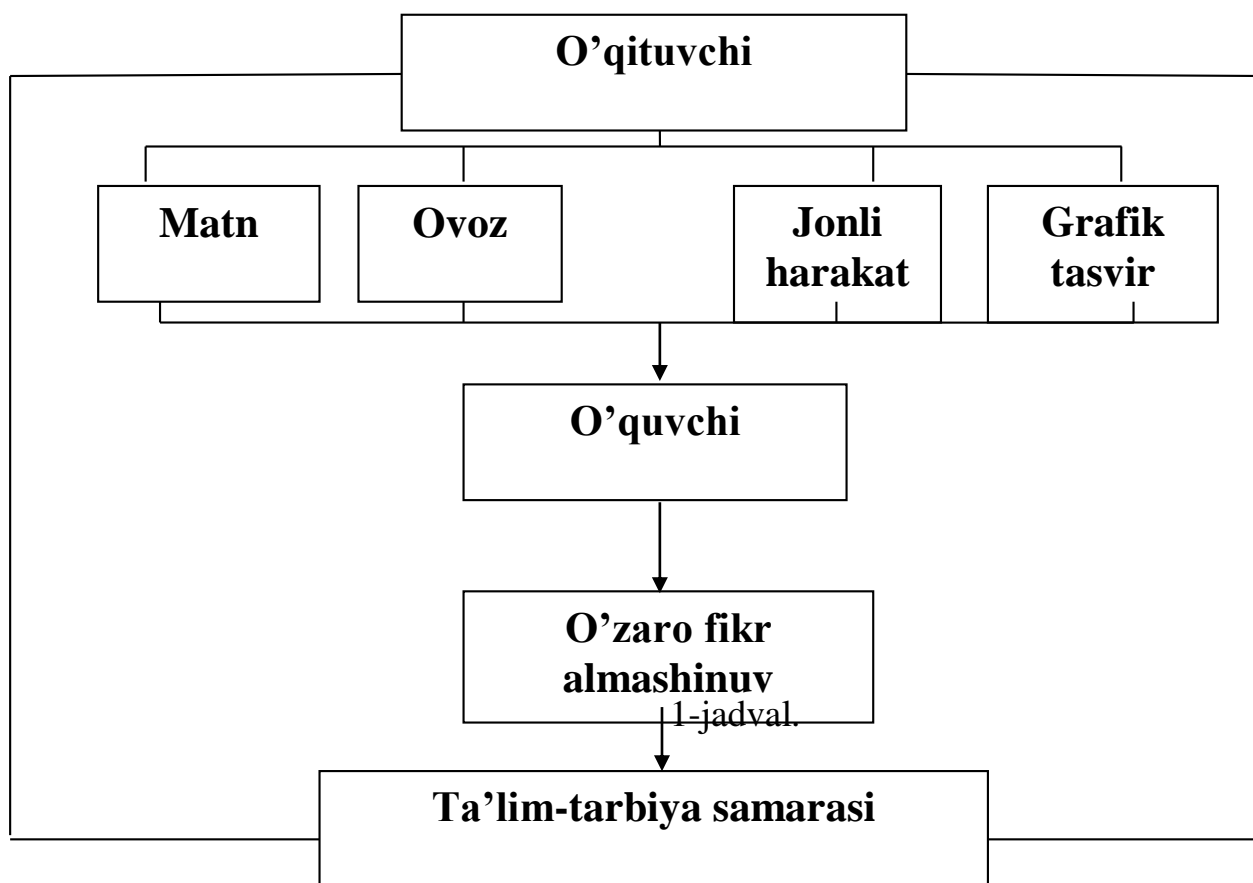 O’qituvchi
Matn
Ovoz
Jonli
harakat
Grafik
tasvir
O’quvchi
O’zaro fikr
almashinuv
1-jadval.
Ta’lim-tarbiya samarasi